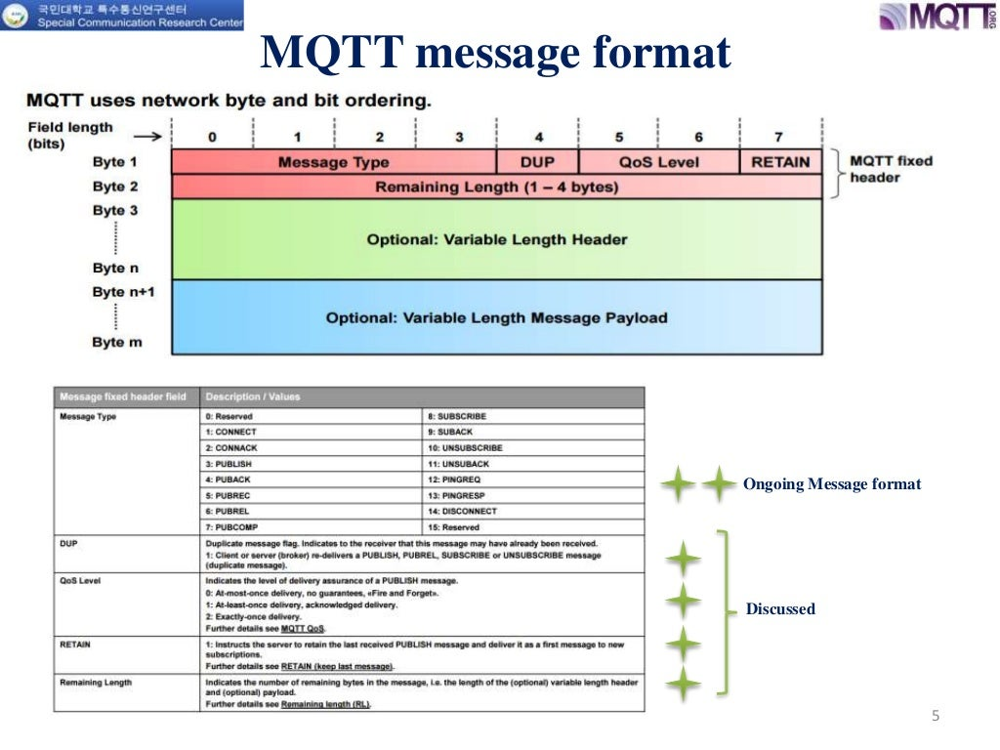 국민대학교 특수통신연구센터
Special Communication Research Center
MQTT
.ORG
MQTT message format
MQTT uses network byte and bit ordering.
Field length
(bits)
0 1 2 3 4 5 6 7
Byte 1 Message Type DUP QoS Level RETAIN
MQTT fixed
header
Byte 2 Remaining Length (1 – 4 bytes)
Byte 3
Optional: Variable Length Header
Byte n
Byte n+1
Optional: Variable Length Message Payload
Byte m
Message fixed header field Description / Values
Message Type 0: Reserved 8: SUBSCRIBE
1: CONNECT 9: SUBACK
2: CONNACK 10: UNSUBSCRIBE
3: PUBLISH 11: UNSUBACK
4: PUBACK 12: PINGREQ
5: PUBREC 13: PINGRESP
6: PUBREL 14: DISCONNECT
7: PUBCOMP 15: Reserved
DUP Duplicate message flag. Indicates to the receiver that this message may have already been received.
1: Client or server (broker) re-delivers a PUBLISH, PUBREL, SUBSCRIBE or UNSUBSCRIBE message
(duplicate message).
QoS Level Indicates the level of delivery assurance of a PUBLISH message.
0: At-most-once delivery, no guarantees, «Fire and Forget».
1: At-least-once delivery, acknowledged delivery.
2: Exactly-once delivery.
Further details see MQTT QoS.
RETAIN 1: Instructs the server to retain the last received PUBLISH message and deliver it as a first message to new
subscriptions.
Further details see RETAIN (keep last message).
Remaining Length Indicates the number of remaining bytes in the message, i.e. the length of the (optional) variable length header
and (optional) payload.
Further details see Remaining length (RL).
Ongoing Message format
Discussed
5